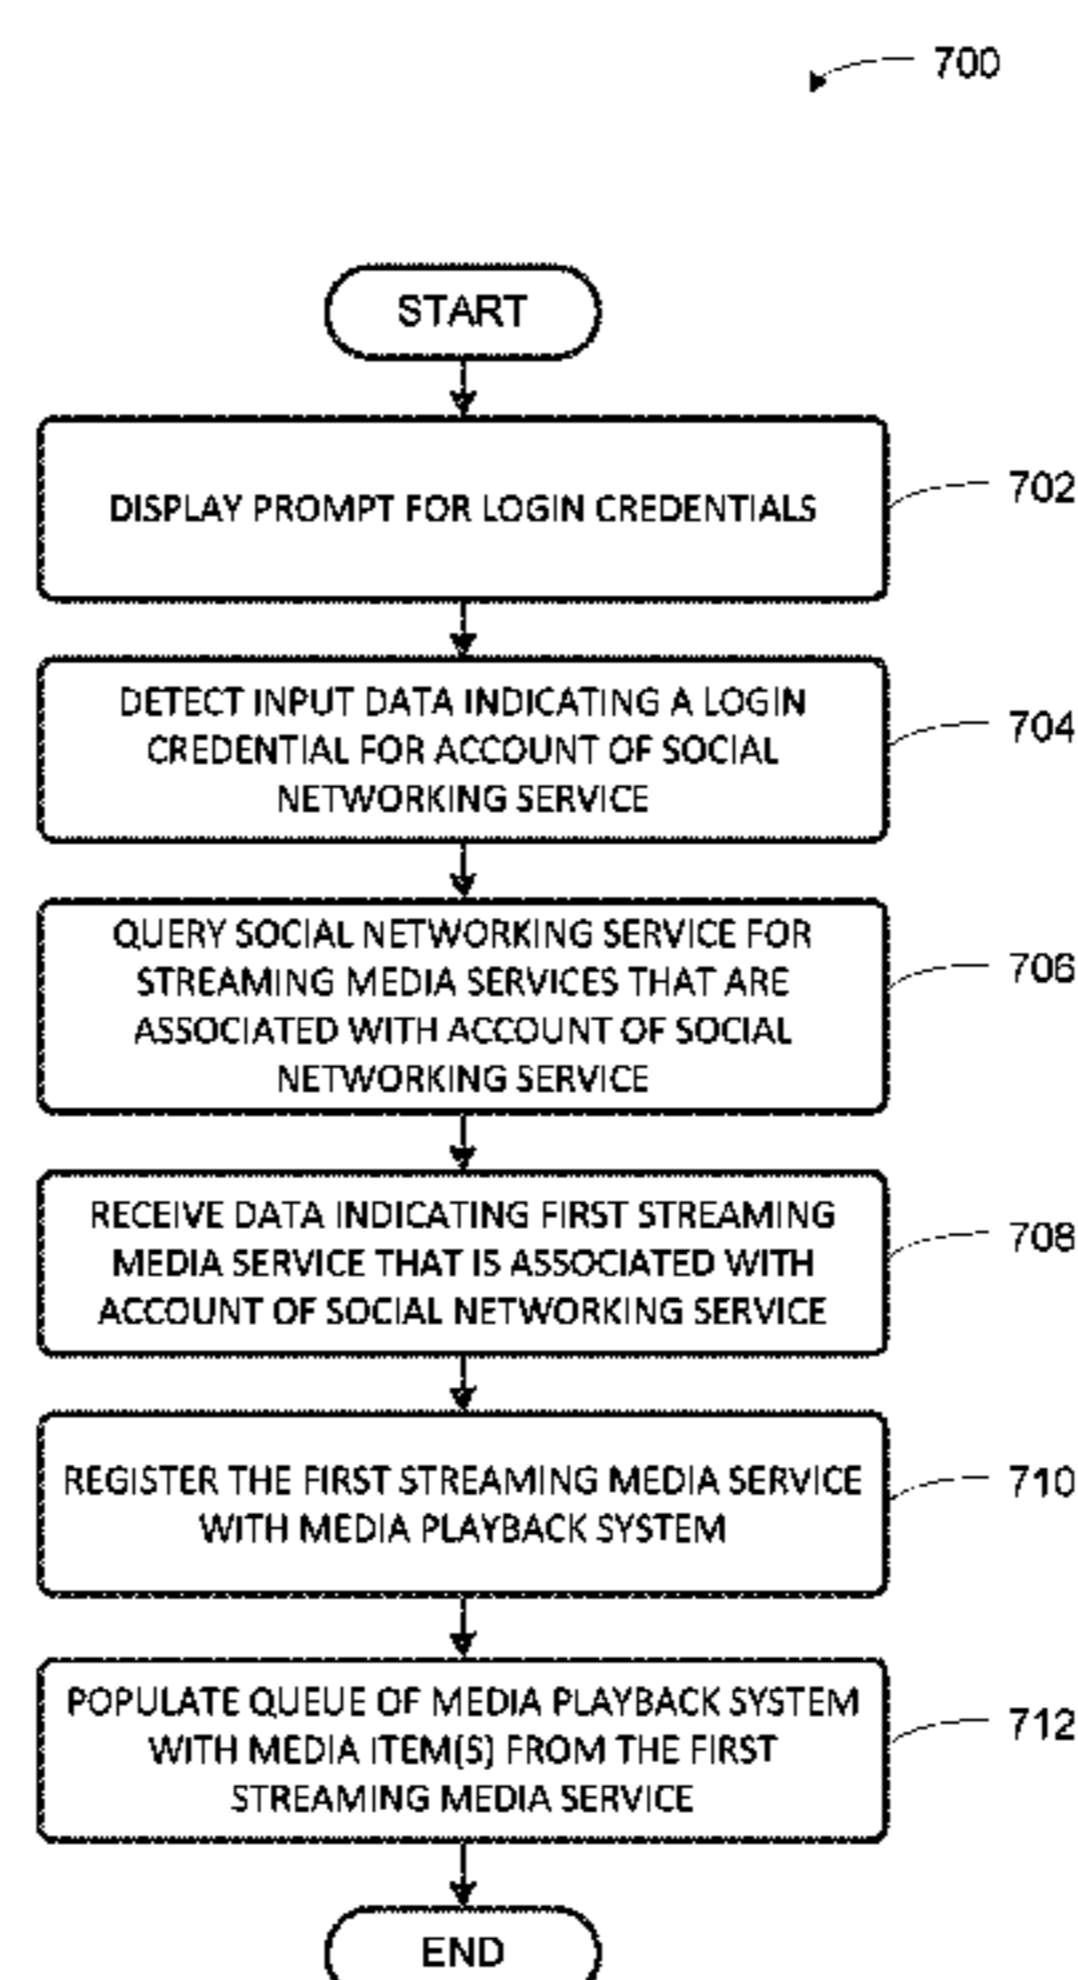 700
START
DISPLAY PROMPT FOR LOGIN CREDENTIALS
702
DETECT INPUT DATA INDICATING A LOGIN
CREDENTIAL FOR ACCOUNT OF SOCIAL
NETWORKING SERVICE
704
QUERY SOCIAL NETWORKING SERVICE FOR
STREAMING MEDIA SERVICES THAT ARE
ASSOCIATED WITH ACCOUNT OF SOCIAL
NETWORKING SERVICE
706
RECEIVE DATA INDICATING FIRST STREAMING
MEDIA SERVICE THAT IS ASSOCIATED WITH
ACCOUNT OF SOCIAL NETWORKING SERVICE
708
REGISTER THE FIRST STREAMING MEDIA SERVICE
WITH MEDIA PLAYBACK SYSTEM
710
POPULATE QUEUE OF MEDIA PLAYBACK SYSTEM
WITH MEDIA ITEM(S) FROM THE FIRST
STREAMING MEDIA SERVICE
712
END